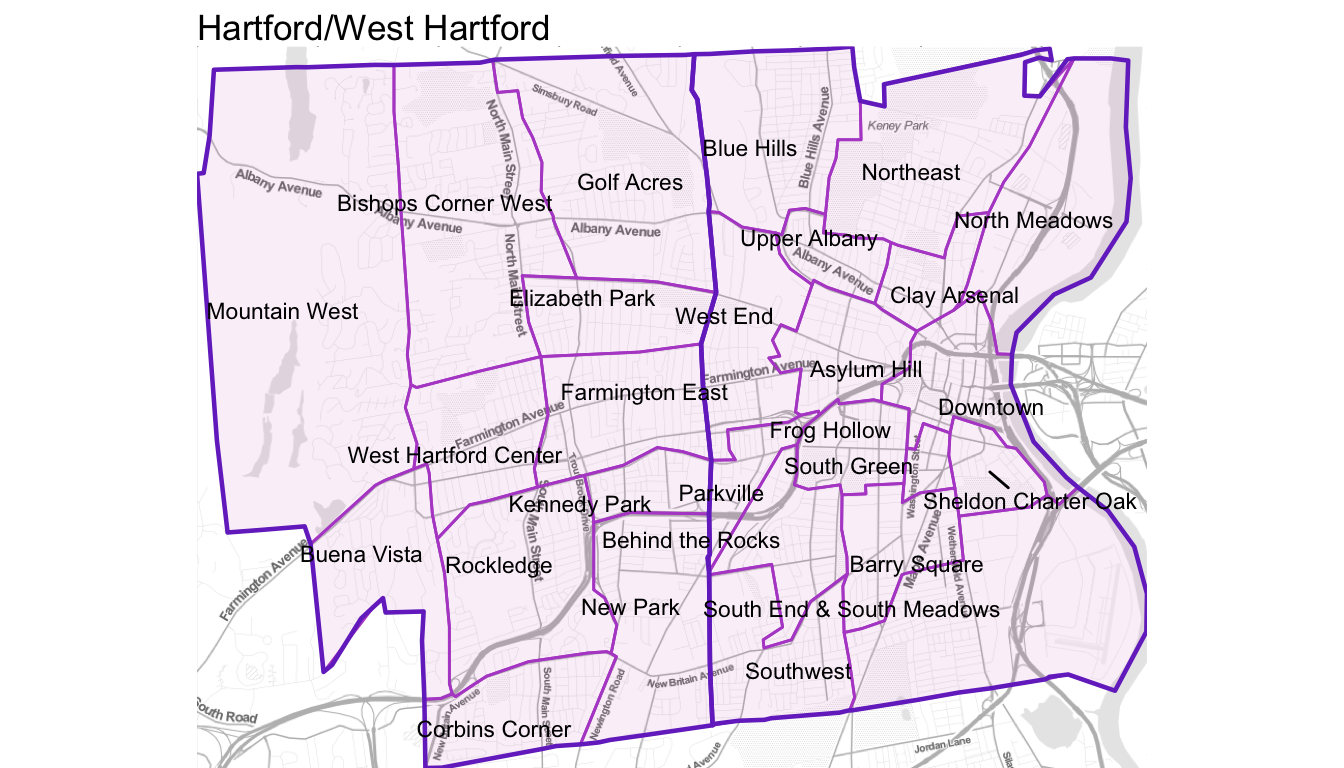 Hartford/West Hartford
Simsbury Road
North Main Street
Blue Hills Avenue
Keney Park
Blue Hills
Northeast
Golf Acres
Albany Avenue
Bishops Corner West
Albany Avenue
Albany Avenue
North Meadows
Upper Albany
Albany Avenue
North Main Street
Elizabeth Park
Clay Arsenal
Mountain West
West End
Farmington Avenue
Asylum Hill
Farmington East
Downtown
Farmington Avenue
Frog Hollow
West Hartford Center
South Green
Washington Street
Trout Brook Drive
Parkville
Sheldon Charter Oak
Kennedy Park
South Main Street
Behind the Rocks
Main Avenue
Buena Vista
Rockledge
Barry Square
Farmington Avenue
New Park
South End & South Meadows
Southwest
New Britain Avenue
South Main Street
Newington Road
New Britain Avenue
South Road
Corbins Corner
Jordan Lane